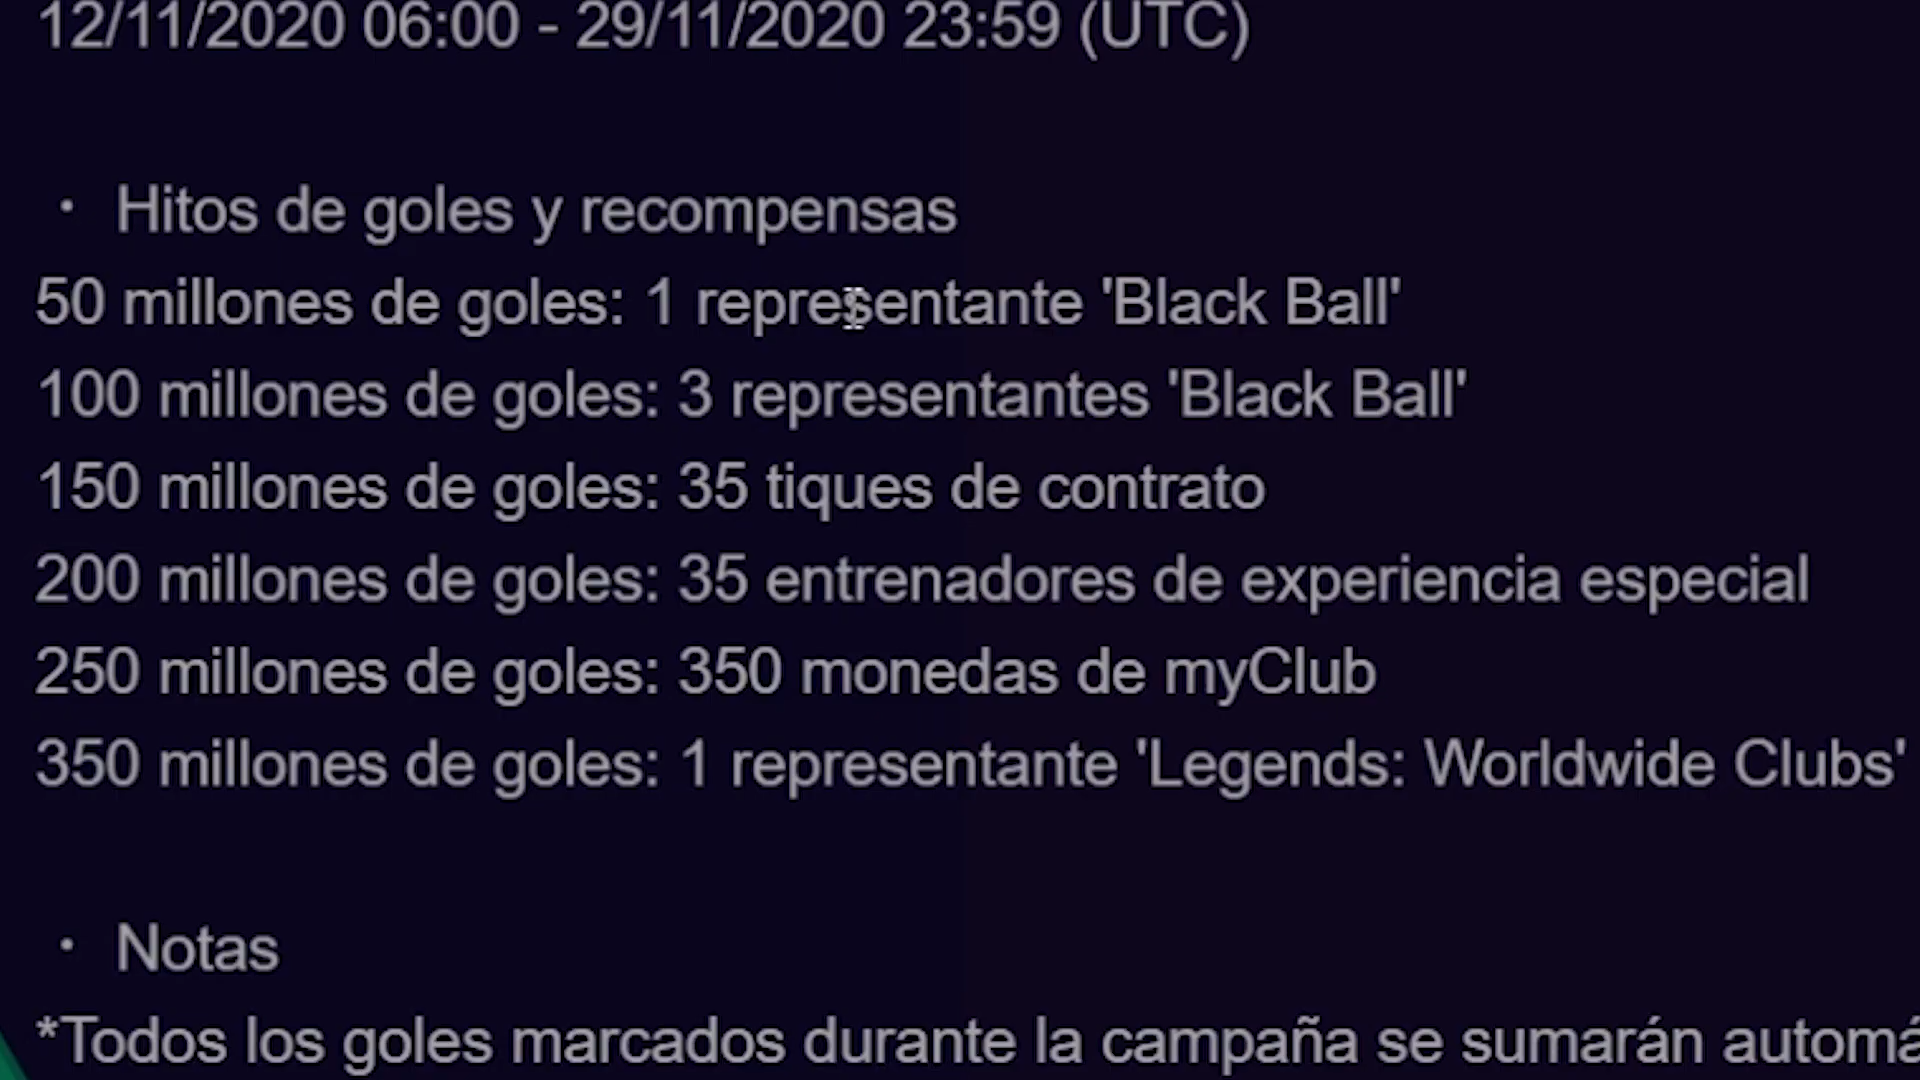 12/11/2020 06:00 - 29/11/2020 23:59 (UTC)
・ Hitos de goles y recompensas
50 millones de goles: 1 representante 'Black Ball'
100 millones de goles: 3 representantes 'Black Ball'
150 millones de goles: 35 tiques de contrato
200 millones de goles: 35 entrenadores de experiencia especial
250 millones de goles: 350 monedas de myClub
350 millones de goles: 1 representante 'Legends: Worldwide Clubs'
・ Notas
*Todos los goles marcados durante la campaña se sumarán automá